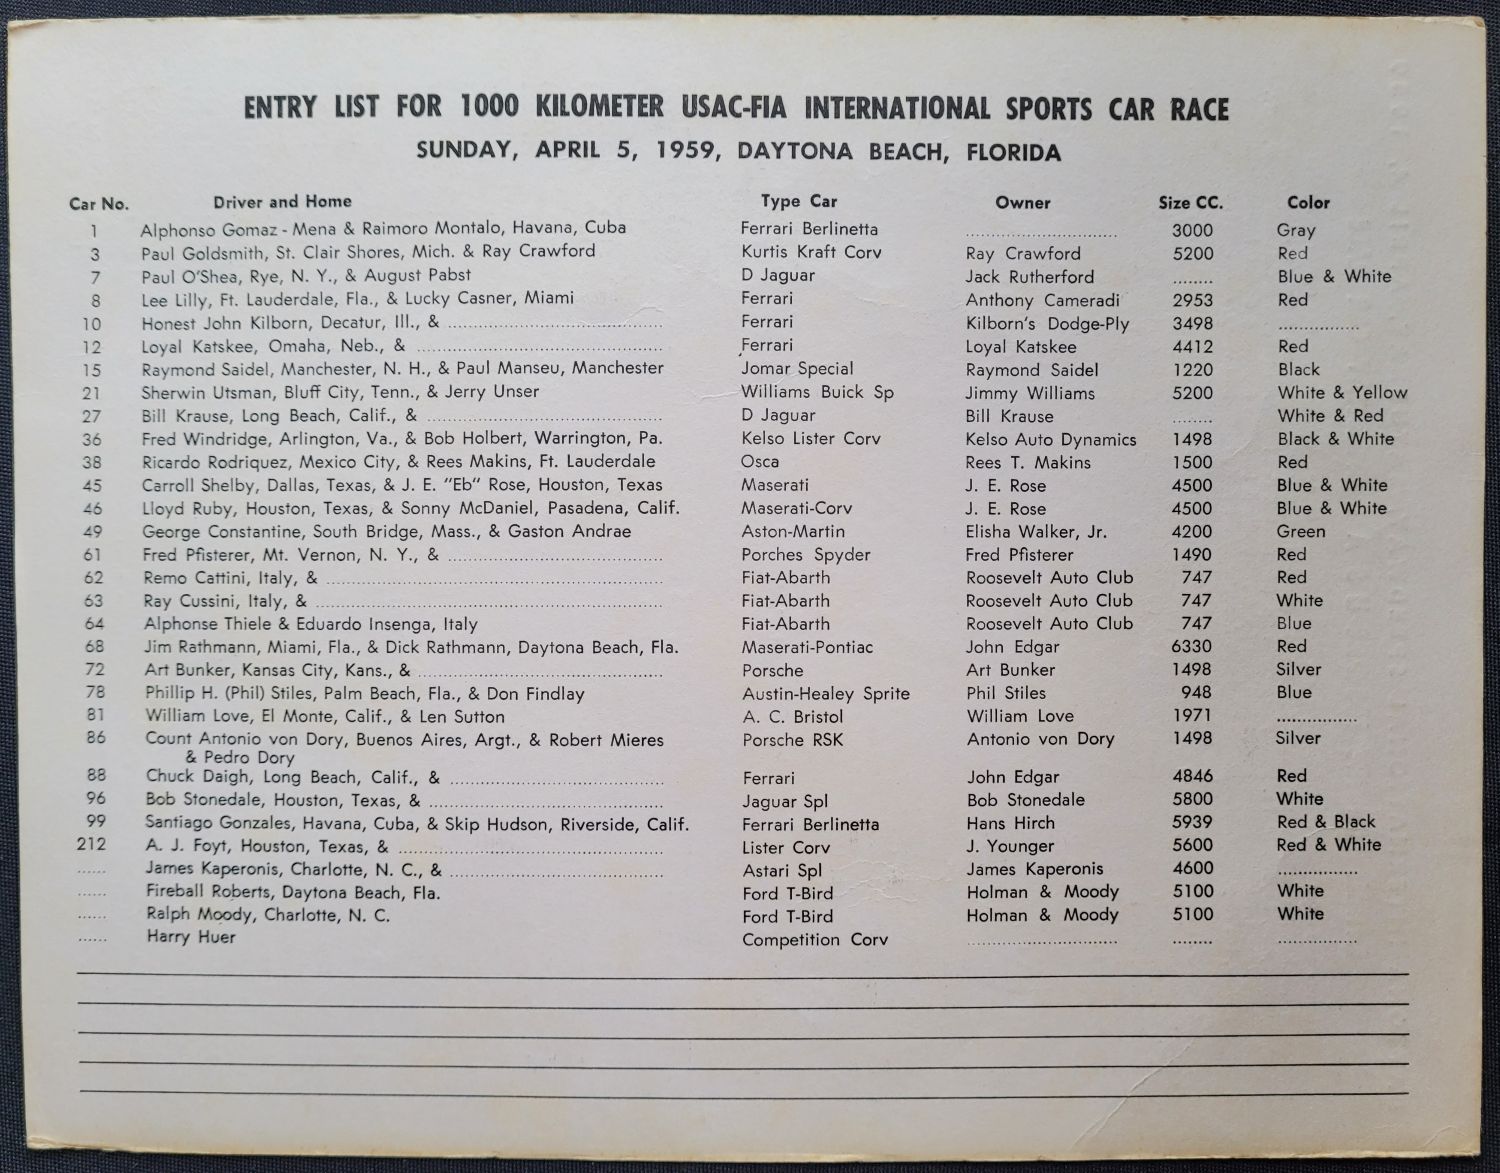 ENTRY LIST FOR 1000 KILOMETER USAC-FIA INTERNATIONAL SPORTS CAR RACE
SUNDAY, APRIL 5, 1959, DAYTONA BEACH, FLORIDA
Car No. Driver and Home Type Car Owner Size CC. Color
1 Alphonso Gomaz - Mena & Raimoro Montalo, Havana, Cuba Ferrari Berlinetta .............................. 3000 Gray
3 Paul Goldsmith, St. Clair Shores, Mich. & Ray Crawford Kurtis Kraft Corv Ray Crawford 5200 Red
7 Paul O'Shea, Rye, N. Y., & August Pabst D Jaguar Jack Rutherford ........ Blue & White
8 Lee Lilly, Ft. Lauderdale, Fla., & Lucky Casner, Miami Ferrari Anthony Cameradi 2953 Red
10 Honest John Kilborn, Decatur, Ill., & ........................................... Ferrari Kilborn's Dodge-Ply 3498 ................
12 Loyal Katskee, Omaha, Neb., & ................................................. Ferrari Loyal Katskee 4412 Red
15 Raymond Saidel, Manchester, N. H., & Paul Manseu, Manchester Jomar Special Raymond Saidel 1220 Black
21 Sherwin Utsman, Bluff City, Tenn., & Jerry Unser Williams Buick Sp Jimmy Williams 5200 White & Yellow
27 Bill Krause, Long Beach, Calif., & ............................................... D Jaguar Bill Krause ........ White & Red
36 Fred Windridge, Arlington, Va., & Bob Holbert, Warrington, Pa. Kelso Lister Corv Kelso Auto Dynamics 1498 Black & White
38 Ricardo Rodriquez, Mexico City, & Rees Makins, Ft. Lauderdale Osca Rees T. Makins 1500 Red
45 Carroll Shelby, Dallas, Texas, & J. E. "Eb" Rose, Houston, Texas Maserati J. E. Rose 4500 Blue & White
46 Lloyd Ruby, Houston, Texas, & Sonny McDaniel, Pasadena, Calif. Maserati-Corv J. E. Rose 4500 Blue & White
49 George Constantine, South Bridge, Mass., & Gaston Andrae Aston-Martin Elisha Walker, Jr. 4200 Green
61 Fred Pfisterer, Mt. Vernon, N. Y., & ........................................... Porches Spyder Fred Pfisterer 1490 Red
62 Remo Cattini, Italy, & ................................................................... Fiat-Abarth Roosevelt Auto Club 747 Red
63 Ray Cussini, Italy, & ..................................................................... Fiat-Abarth Roosevelt Auto Club 747 White
64 Alphonse Thiele & Eduardo Insenga, Italy Fiat-Abarth Roosevelt Auto Club 747 Blue
68 Jim Rathmann, Miami, Fla., & Dick Rathmann, Daytona Beach, Fla. Maserati-Pontiac John Edgar 6330 Red
72 Art Bunker, Kansas City, Kans., & ................................................. Porsche Art Bunker 1498 Silver
78 Phillip H. (Phil) Stiles, Palm Beach, Fla., & Don Findlay Austin-Healey Sprite Phil Stiles 948 Blue
81 William Love, El Monte, Calif., & Len Sutton A. C. Bristol William Love 1971 ................
86 Count Antonio von Dory, Buenos Aires, Argt., & Robert Mieres Porsche RSK Antonio von Dory 1498 Silver
& Pedro Dory
88 Chuck Daigh, Long Beach, Calif., & ........................................... Ferrari John Edgar 4846 Red
96 Bob Stonedale, Houston, Texas, & ............................................... Jaguar Spl Bob Stonedale 5800 White
99 Santiago Gonzales, Havana, Cuba, & Skip Hudson, Riverside, Calif. Ferrari Berlinetta Hans Hirch 5939 Red & Black
212 A. J. Foyt, Houston, Texas, & ..................................................... Lister Corv J. Younger 5600 Red & White
...... James Kaperonis, Charlotte, N. C., & ........................................... Astari Spl James Kaperonis 4600 ................
...... Fireball Roberts, Daytona Beach, Fla. Ford T-Bird Holman & Moody 5100 White
...... Ralph Moody, Charlotte, N. C. Ford T-Bird Holman & Moody 5100 White
...... Harry Huer Competition Corv .............................. ........ ................